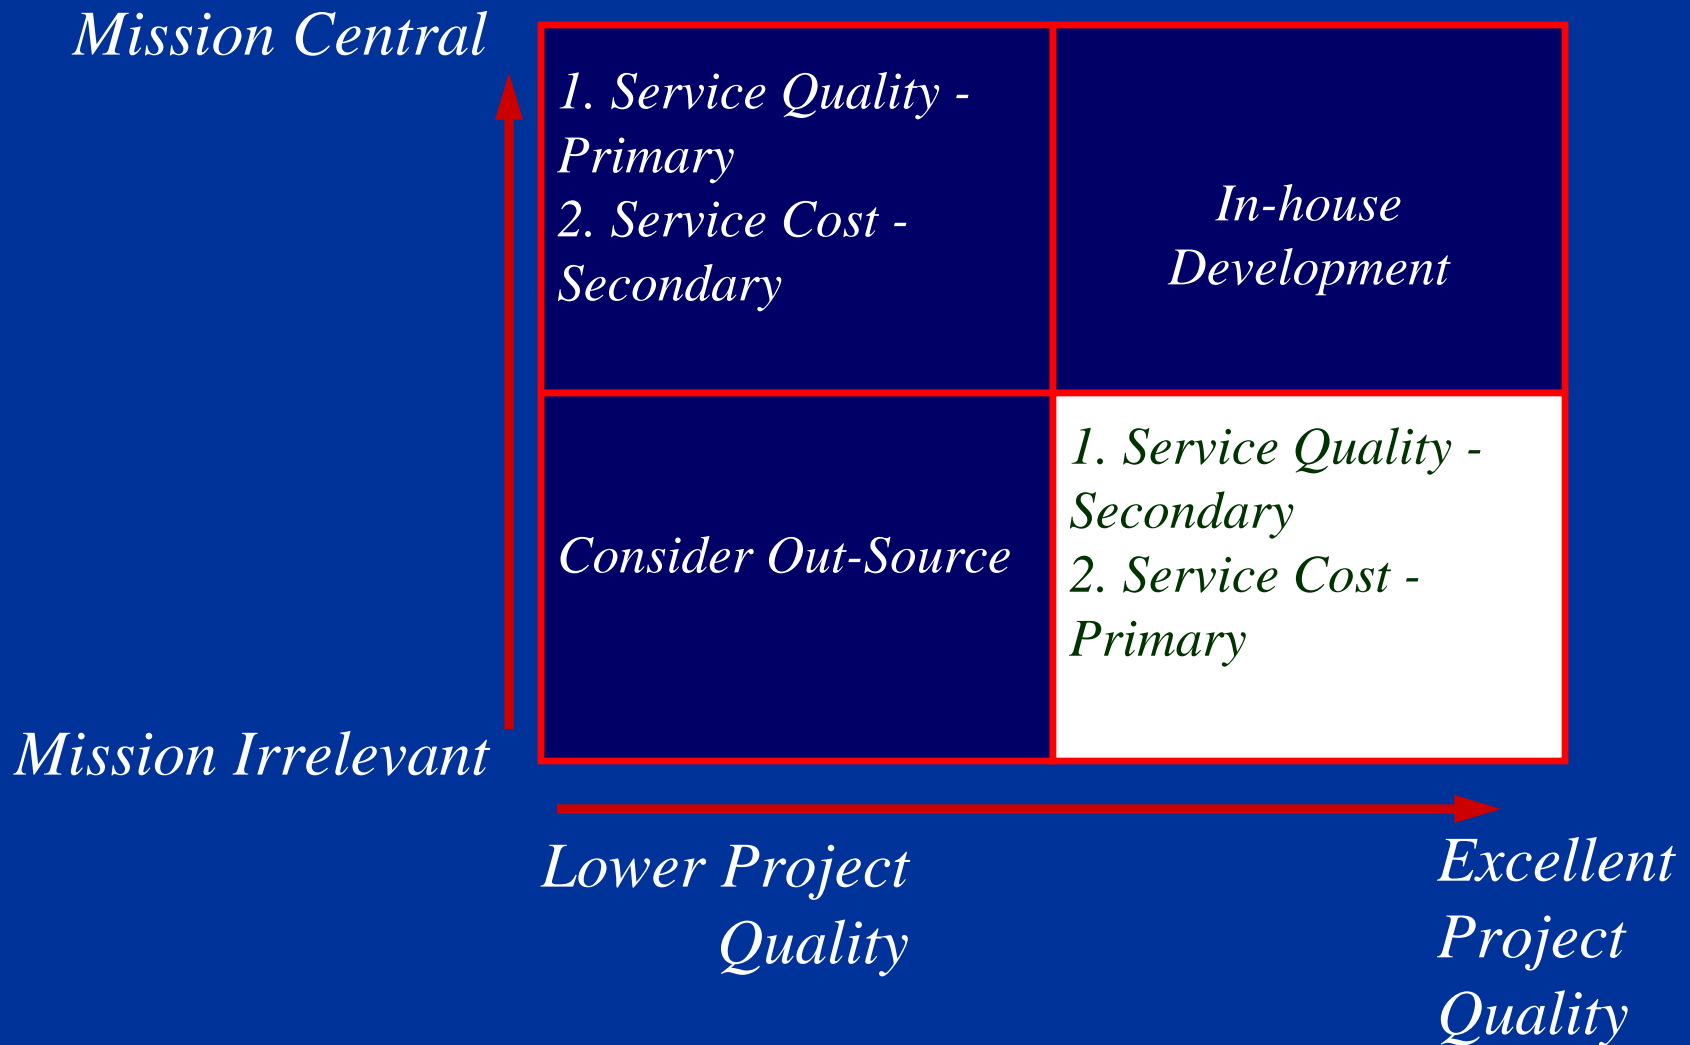 Mission Central
1. Service Quality -
Primary
2. Service Cost -
Secondary
In-house
Development
Consider Out-Source
1. Service Quality -
Secondary
2. Service Cost -
Primary
Mission Irrelevant
Lower Project
Quality
Excellent
Project
Quality